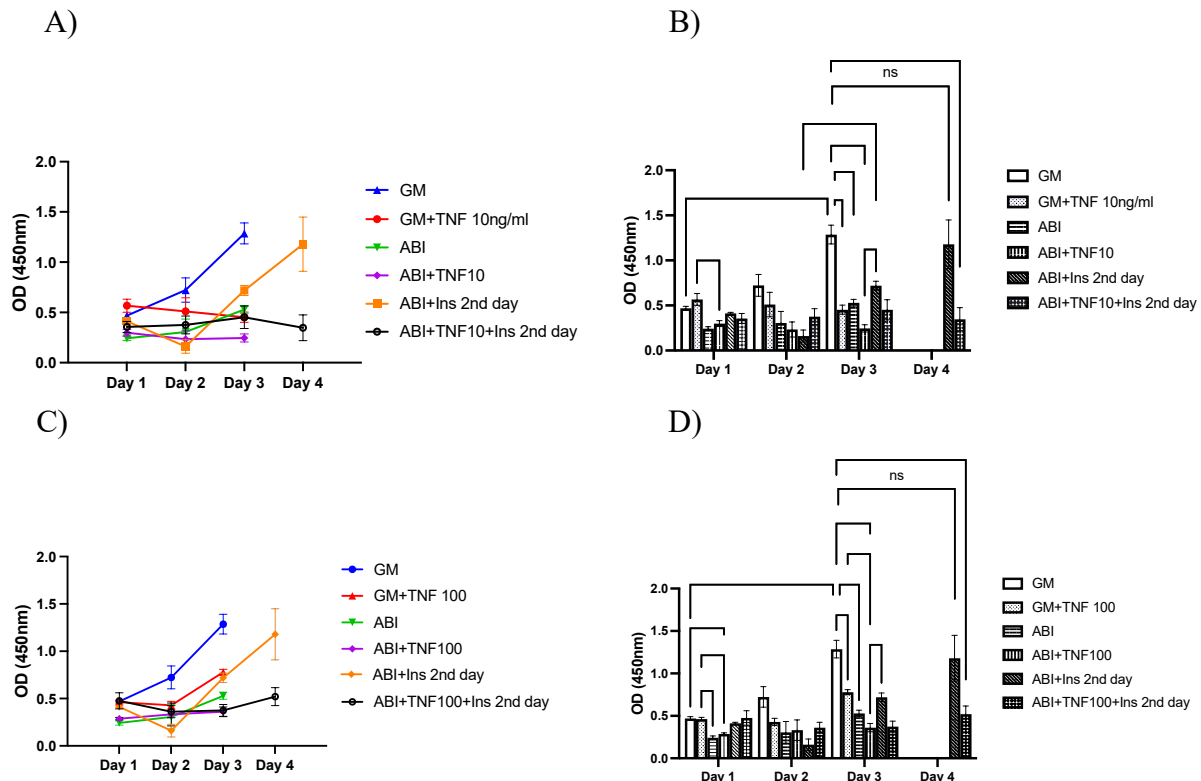 A)
OD (450nm)
2.0
1.5
1.0
0.5
0.0
Day 1 Day 2 Day 3 Day 4
GM
GM+TNF 10ng/ml
ABI
ABI+TNF10
ABI+Ins 2nd day
ABI+TNF10+Ins 2nd day
B)
ns
OD (450nm)
2.0
1.5
1.0
0.5
0.0
Day 1 Day 2 Day 3 Day 4
GM
GM+TNF 10ng/ml
ABI
ABI+TNF10
ABI+Ins 2nd day
ABI+TNF10+Ins 2nd day
C)
OD (450nm)
2.0
1.5
1.0
0.5
0.0
Day 1 Day 2 Day 3 Day 4
GM
GM+TNF 100
ABI
ABI+TNF100
ABI+Ins 2nd day
ABI+TNF100+Ins 2nd day
D)
ns
OD (450nm)
2.0
1.5
1.0
0.5
0.0
Day 1 Day 2 Day 3 Day 4
GM
GM+TNF 100
ABI
ABI+TNF100
ABI+Ins 2nd day
ABI+TNF100+Ins 2nd day